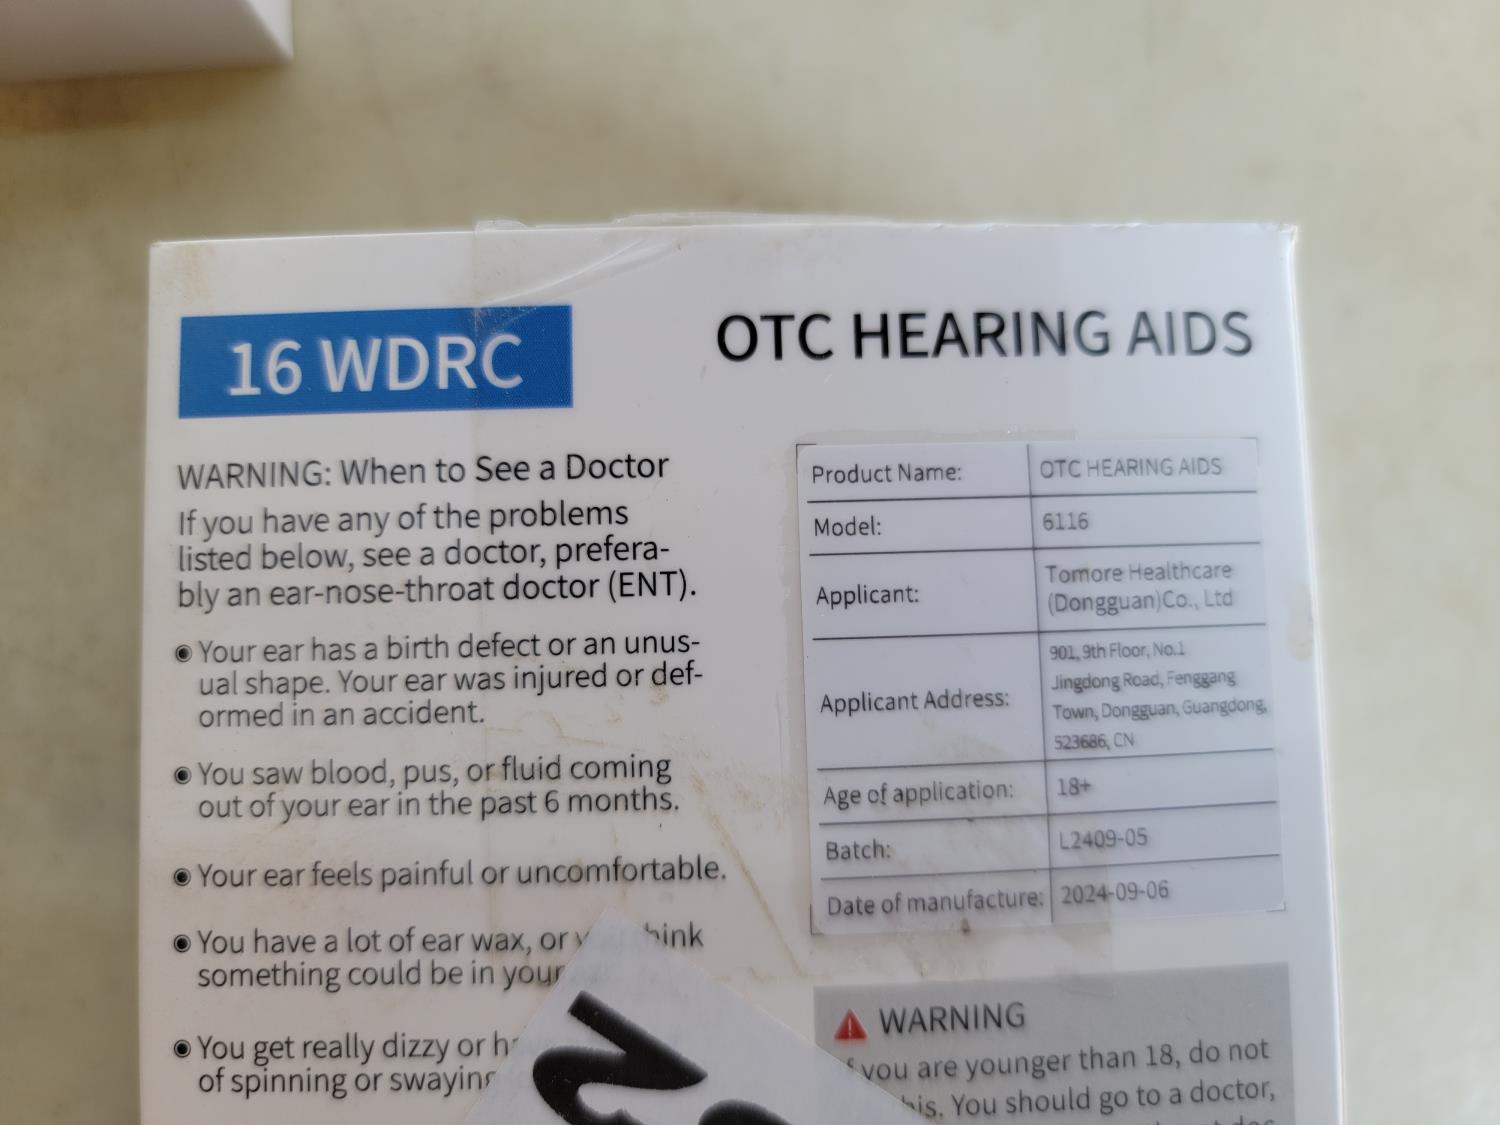 16 WDRC
OTC HEARING AIDS
WARNING: When to See a Doctor
If you have any of the problems
listed below, see a doctor, prefera-
bly an ear-nose-throat doctor (ENT).
Your ear has a birth defect or an unus-
ual shape. Your ear was injured or def-
ormed in an accident.
You saw blood, pus, or fluid coming
out of your ear in the past 6 months.
Your ear feels painful or uncomfortable.
You have a lot of ear wax, or you think
something could be in your
You get really dizzy or
of spinning or swaying
Product Name: OTC HEARING AIDS
Model: 6116
Applicant: Tomore Healthcare
(Dongguan)Co., Ltd
Applicant Address: 901, 9th Floor, No.1
Jingdong Road, Fenggang
Town, Dongguan, Guangdong,
523686, CN
Age of application: 18+
Batch: L2409-05
Date of manufacture: 2024-09-06
WARNING
you are younger than 18, do not
You should go to a doctor,